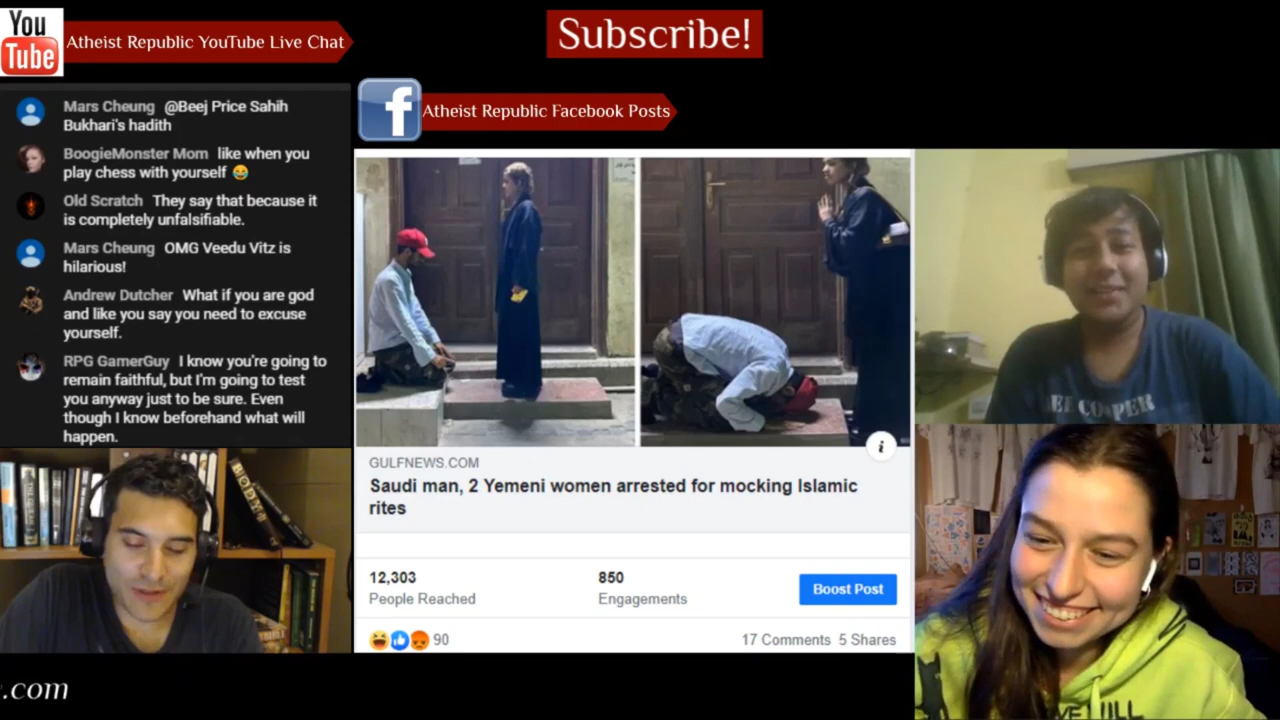 You
Tube
Atheist Republic YouTube Live Chat
Subscribe!
Atheist Republic Facebook Posts
Mars Cheung @Beej Price Sahih
Bukhari's hadith
BoogieMonster Mom like when you
play chess with yourself 😂
Old Scratch They say that because it
is completely unfalsifiable.
Mars Cheung OMG Veedu Vitz is
hilarious!
Andrew Dutcher What if you are god
and like you say you need to excuse
yourself.
RPG GamerGuy I know you're going to
remain faithful, but I'm going to test
you anyway just to be sure. Even
though I know beforehand what will
happen.
GULFNEWS.COM
Saudi man, 2 Yemeni women arrested for mocking Islamic
rites
12,303
People Reached
850
Engagements
Boost Post
90
17 Comments 5 Shares
COOPER
.com